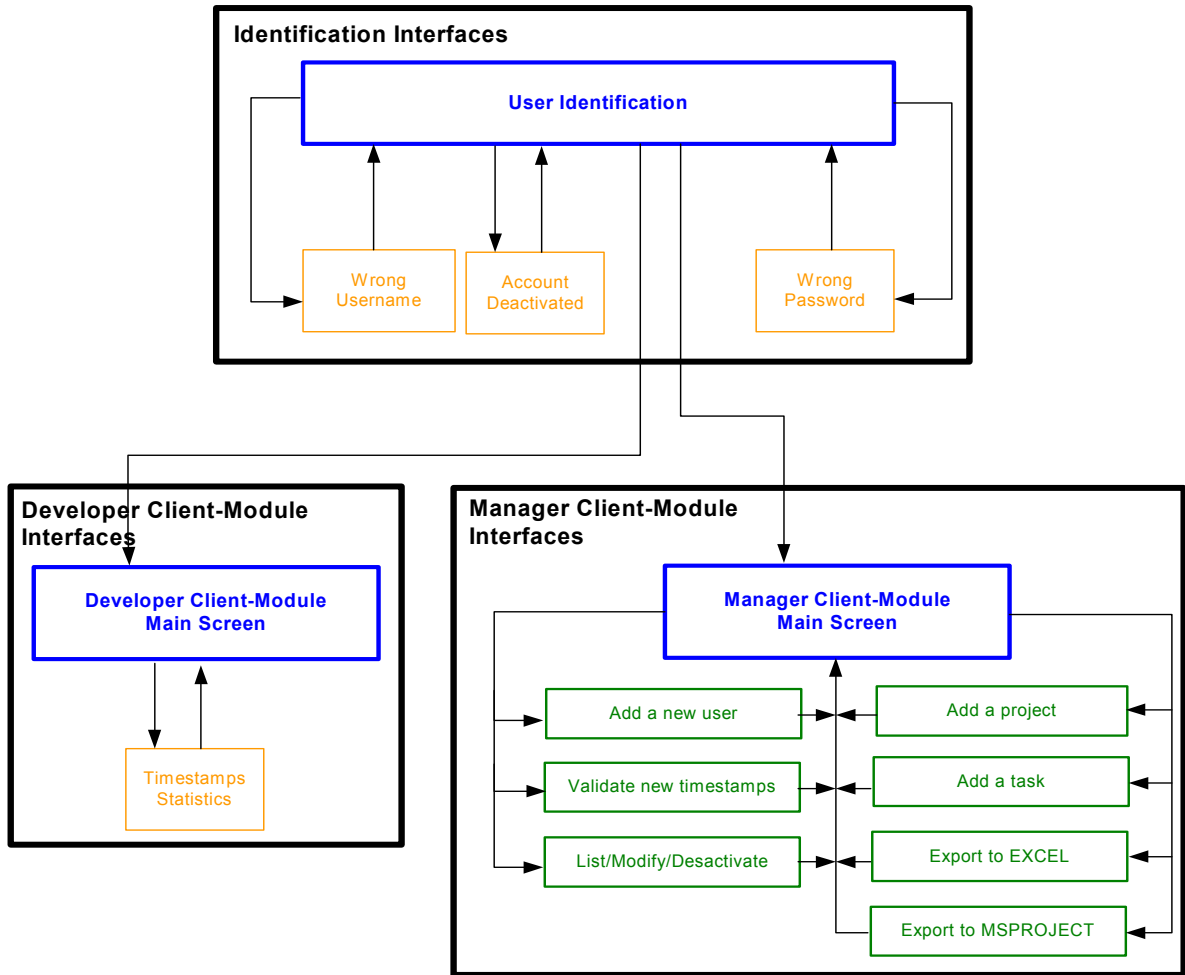 Identification Interfaces
User Identification
Wrong
Username
Account
Deactivated
Wrong
Password
Developer Client-Module
Interfaces
Developer Client-Module
Main Screen
Timestamps
Statistics
Manager Client-Module
Interfaces
Manager Client-Module
Main Screen
Add a new user
Add a project
Validate new timestamps
Add a task
List/Modify/Desactivate
Export to EXCEL
Export to MSPROJECT